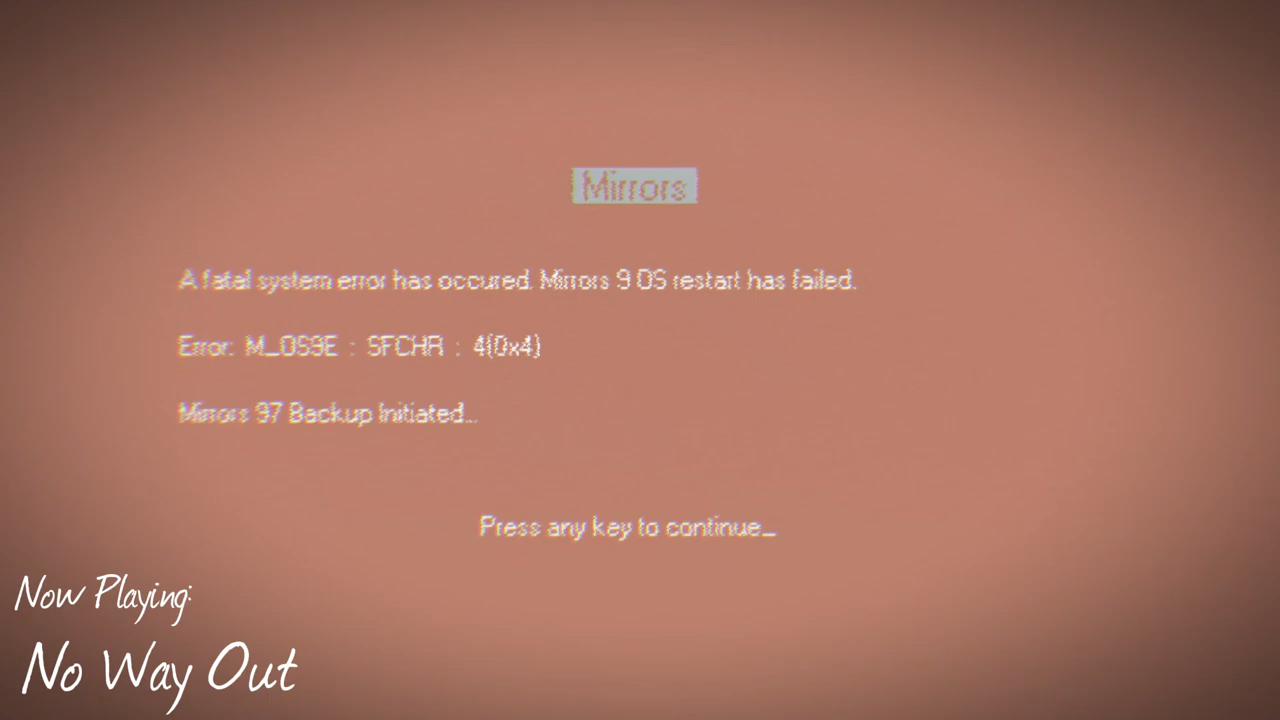 Mirrors
A fatal system error has occured. Mirrors 9 OS restart has failed.
Error: M_OS9E : SFCHR : 4(0x4)
Mirrors 97 Backup Initiated...
Press any key to continue_
Now Playing:
No Way Out